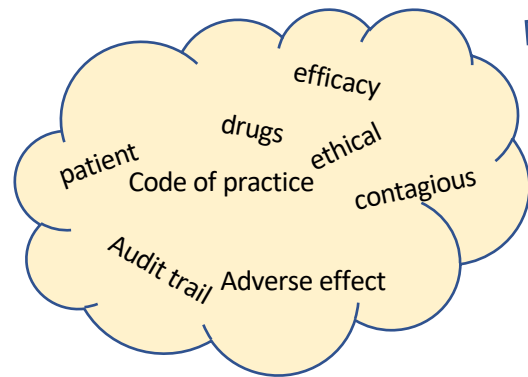 efficacy
drugs
ethical
patient
Code of practice
contagious
Audit trail
Adverse effect